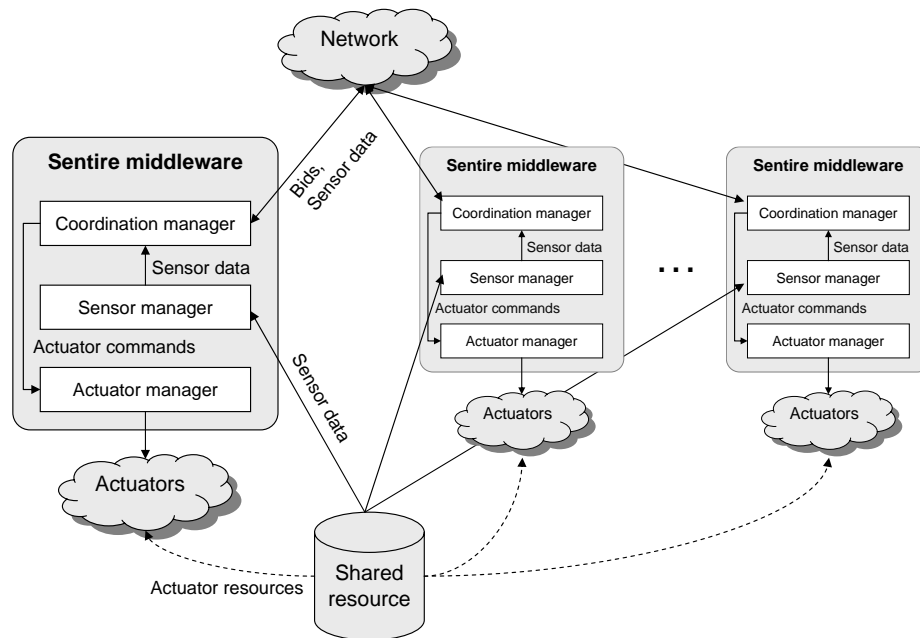 Network
Sentire middleware
Coordination manager
Sensor data
Sensor manager
Actuator commands
Actuator manager
Actuators
Bids,
Sensor data
Sensor data
Sentire middleware
Coordination manager
Sensor data
Sensor manager
Actuator commands
Actuator manager
Actuators
...
Sentire middleware
Coordination manager
Sensor data
Sensor manager
Actuator commands
Actuator manager
Actuators
Actuator resources
Shared
resource